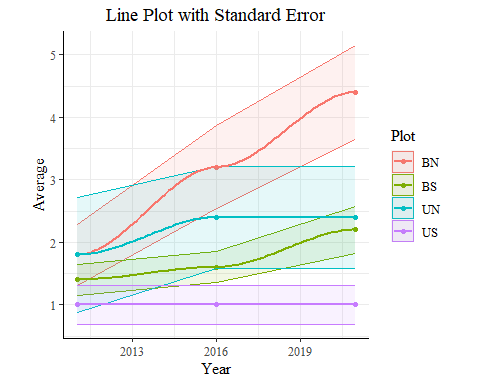 Line Plot with Standard Error
5
4
3
2
1
Average
2013
2016
2019
Year
Plot
BN
BS
UN
US